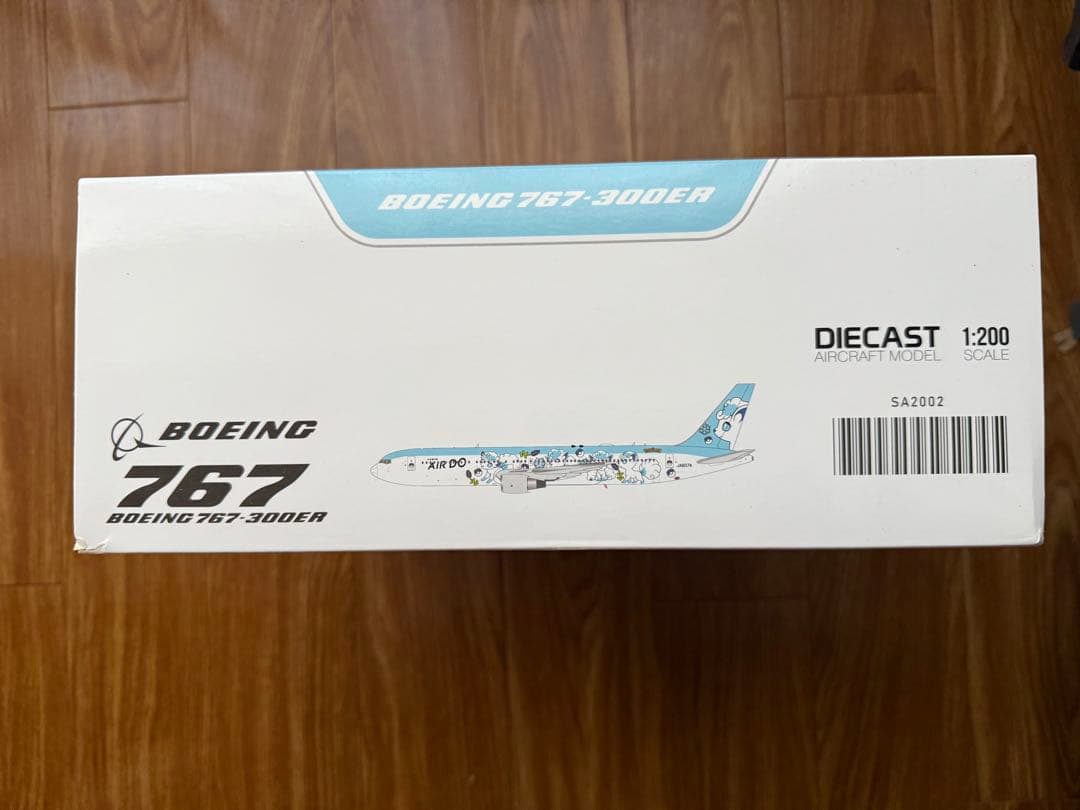 BOEING 767-300ER
DIECAST 1:200
AIRCRAFT MODEL SCALE
SA2002
BOEING
767
BOEING 767-300ER
AIR DO